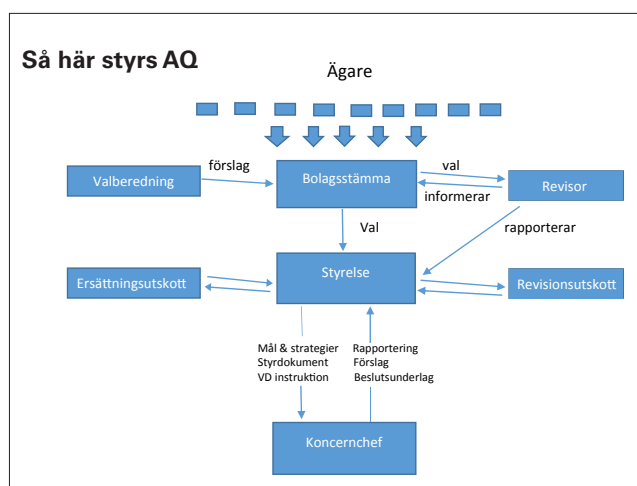 Så här styrs AQ
Ägare
förslag
val
Valberedning
Bolagsstämma
Revisor
informerar
Val
rapporterar
Ersättningsutskott
Styrelse
Revisionsutskott
Mål & strategier
Styrdokument
VD instruktion
Rapportering
Förslag
Beslutsunderlag
Koncernchef